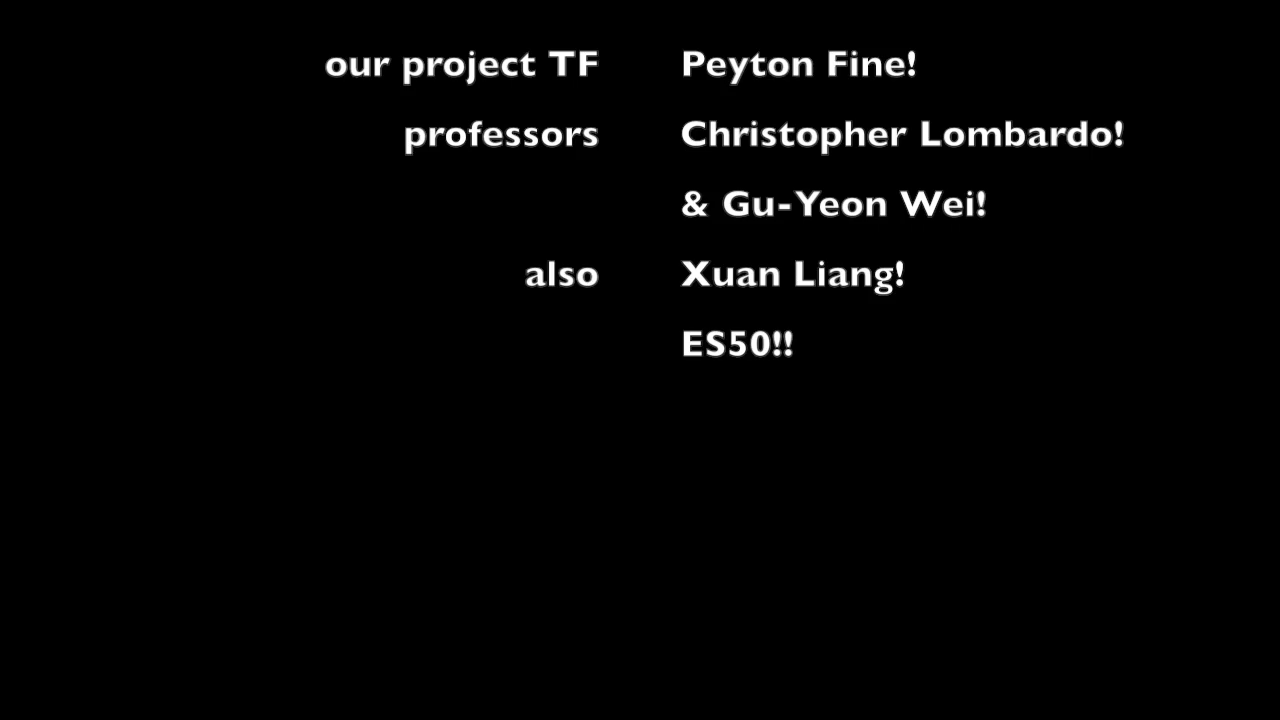 our project TF Peyton Fine!
professors Christopher Lombardo!
& Gu-Yeon Wei!
also Xuan Liang!
ES50!!